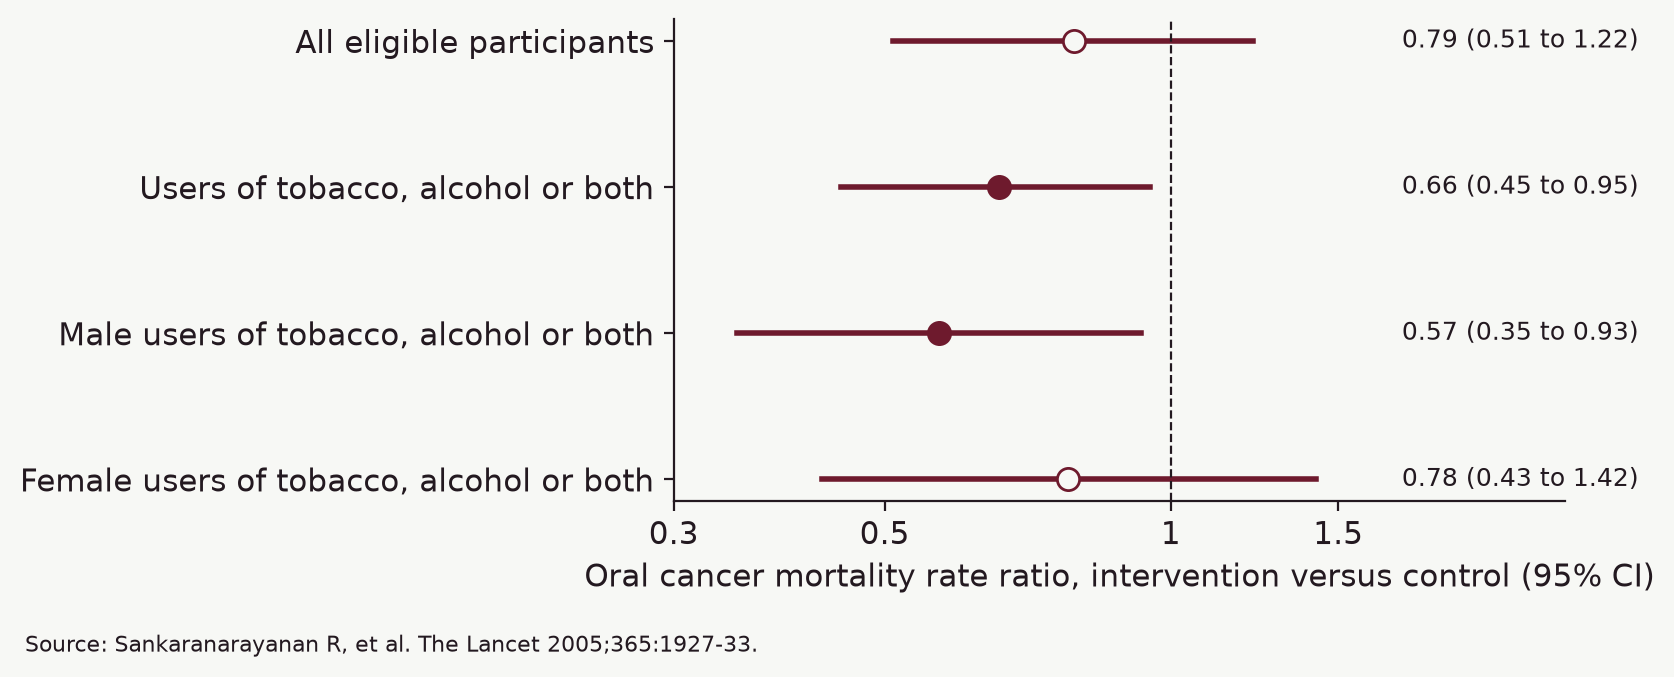 All eligible participants 0.79 (0.51 to 1.22)
Users of tobacco, alcohol or both 0.66 (0.45 to 0.95)
Male users of tobacco, alcohol or both 0.57 (0.35 to 0.93)
Female users of tobacco, alcohol or both 0.78 (0.43 to 1.42)
0.3 0.5 1 1.5
Oral cancer mortality rate ratio, intervention versus control (95% CI)
Source: Sankaranarayanan R, et al. The Lancet 2005;365:1927-33.